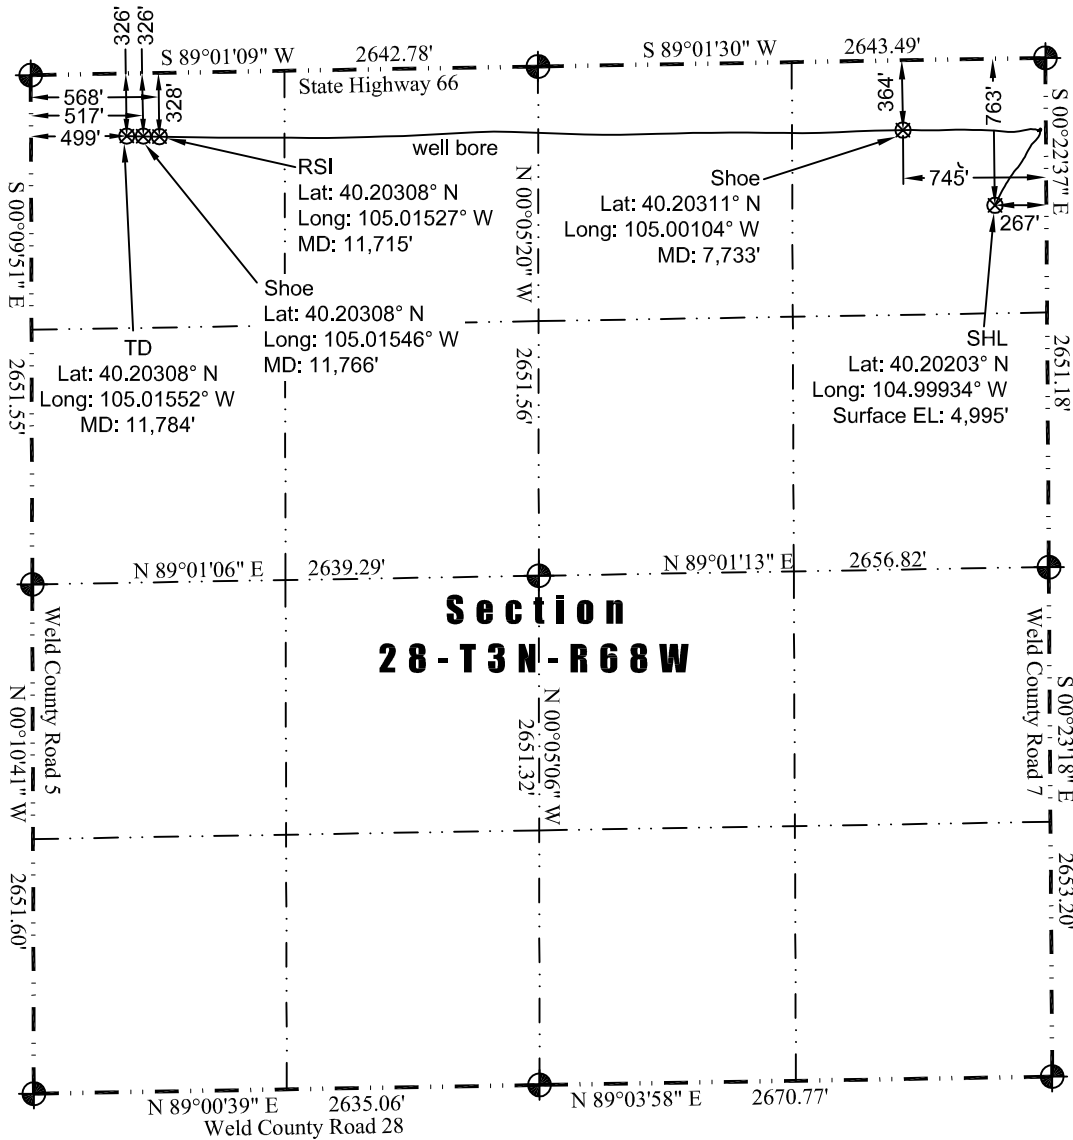 326'
326'
S 89°01'09" W
2642.78'
S 89°01'30" W
2643.49'
State Highway 66
568'
517'
499'
328'
364'
763'
S 00°22'37" E
well bore
745'
267'
RSI
Lat: 40.20308° N
Long: 105.01527° W
MD: 11,715'
Shoe
Lat: 40.20311° N
Long: 105.00104° W
MD: 7,733'
S 00°09'51" E
N 00°05'20" W
Shoe
Lat: 40.20308° N
Long: 105.01546° W
MD: 11,766'
TD
Lat: 40.20308° N
Long: 105.01552° W
MD: 11,784'
SHL
Lat: 40.20203° N
Long: 104.99934° W
Surface EL: 4,995'
2651.55'
2651.56'
2651.18'
N 89°01'06" E
2639.29'
N 89°01'13" E
2656.82'
Section
28-T3N-R68W
Weld County Road 5
N 00°10'41" W
N 00°05'06" W
2651.32'
Weld County Road 7
S 00°23'18" E
2651.60'
2653.20'
N 89°00'39" E
2635.06'
N 89°03'58" E
2670.77'
Weld County Road 28